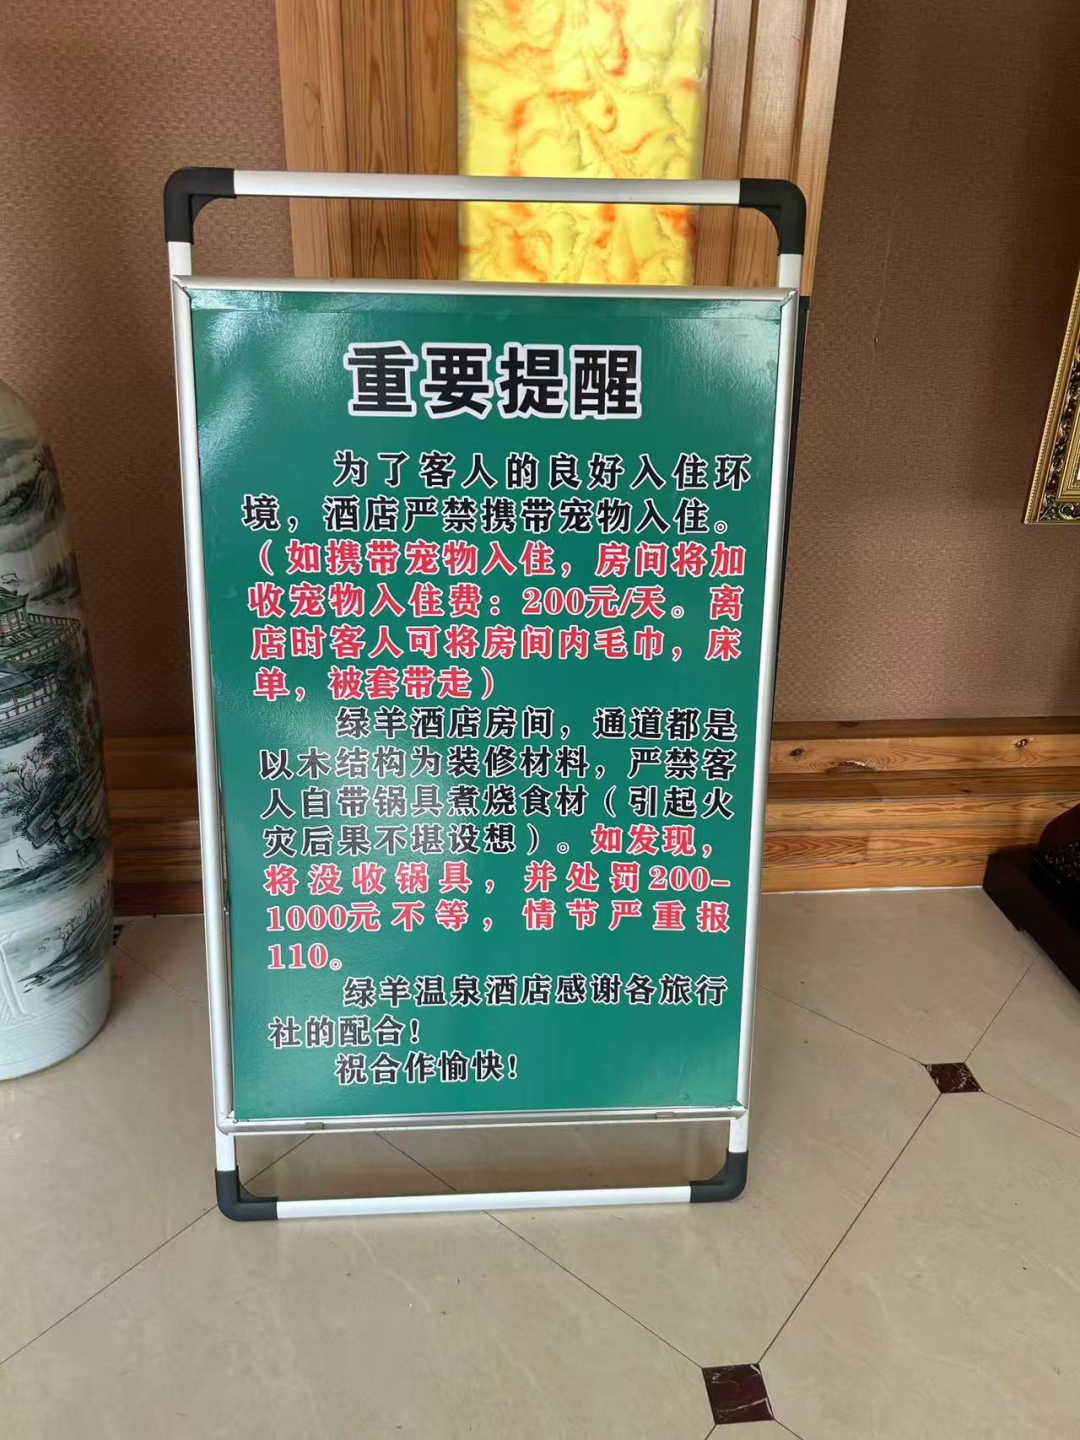 重要提醒
为了客人的良好入住环
境，酒店严禁携带宠物入住。
（如携带宠物入住，房间将加
收宠物入住费：200元/天。离
店时客人可将房间内毛巾，床
单，被套带走）
绿羊酒店房间，通道都是
以木结构为装修材料，严禁客
人自带锅具煮烧食材（引起火
灾后果不堪设想）。如发现，
将没收锅具，并处罚200-
1000元不等，情节严重报
110。
绿羊温泉酒店感谢各旅行
社的配合！
祝合作愉快！